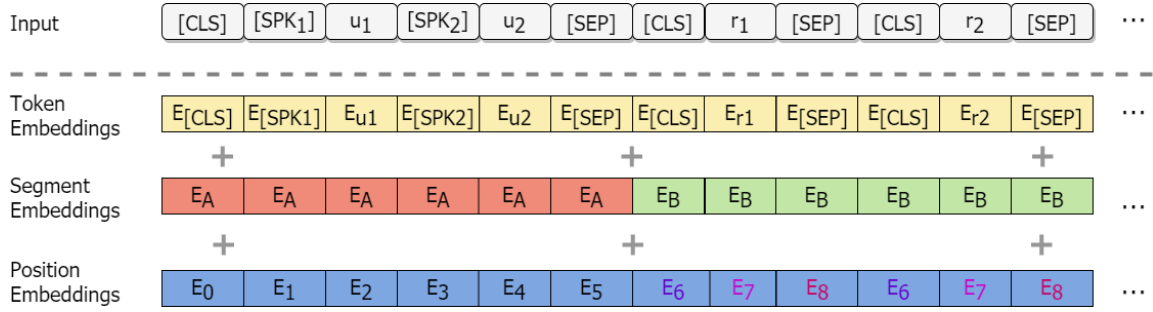 Input [CLS] [SPK1] u1 [SPK2] u2 [SEP] [CLS] r1 [SEP] [CLS] r2 [SEP] ...
Token Embeddings E[CLS] E[SPK1] Eu1 E[SPK2] Eu2 E[SEP] E[CLS] Er1 E[SEP] E[CLS] Er2 E[SEP] ...
+ + +
Segment Embeddings EA EA EA EA EA EA EB EB EB EB EB EB ...
+ + +
Position Embeddings E0 E1 E2 E3 E4 E5 E6 E7 E8 E6 E7 E8 ...